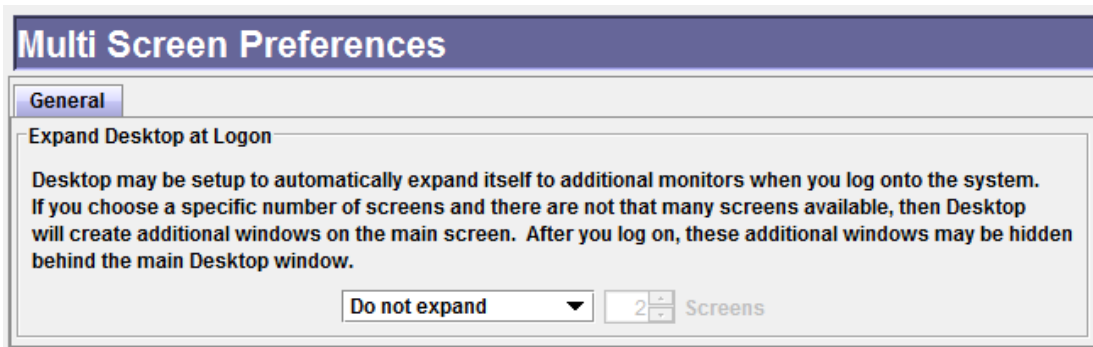 Multi Screen Preferences
General
Expand Desktop at Logon
Desktop may be setup to automatically expand itself to additional monitors when you log onto the system.
If you choose a specific number of screens and there are not that many screens available, then Desktop
will create additional windows on the main screen.  After you log on, these additional windows may be hidden
behind the main Desktop window.
Do not expand 2 Screens